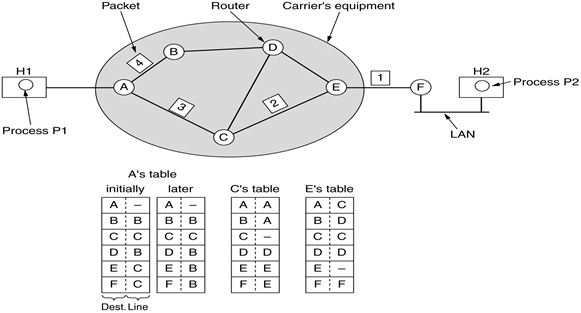 Packet Router Carrier's equipment
B D
4
H1 1 H2
A E F
Process P1 3 2 Process P2
C LAN
A's table
initially later C's table E's table
A – A – A A A C
B B B B B A B D
C C C C C – C C
D B D B D D D D
E C E B E E E –
F C F B F E F F
Dest. Line